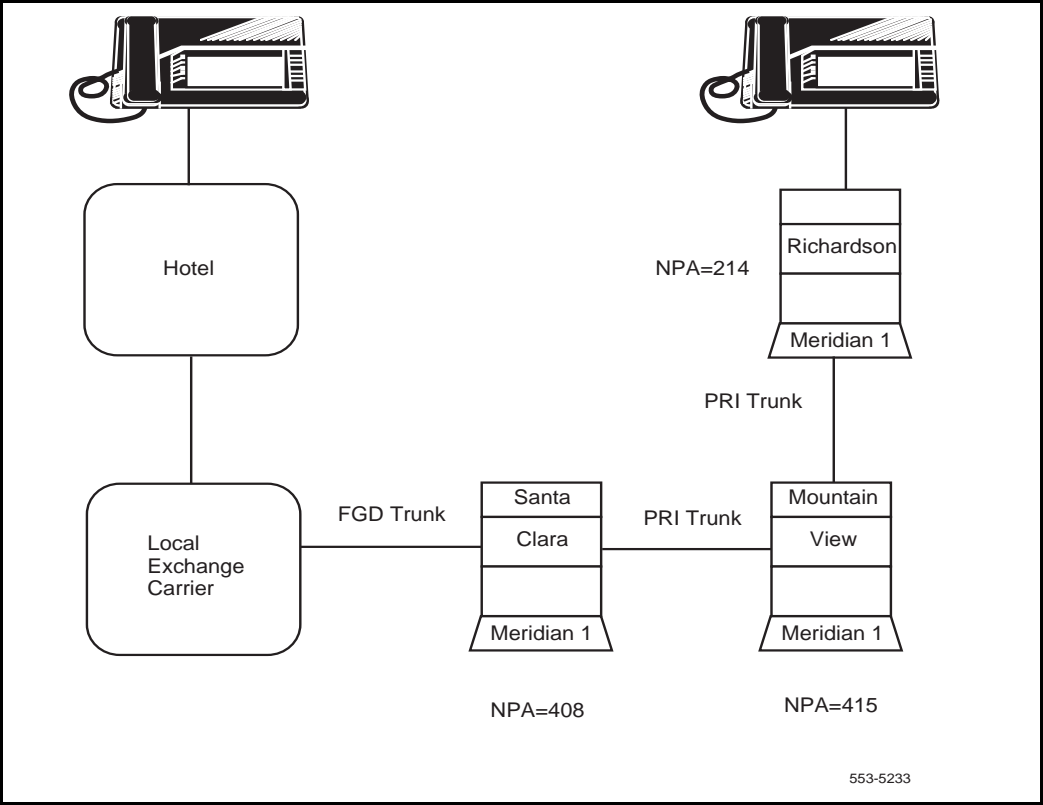 Hotel
Richardson
NPA=214
Meridian 1
PRI Trunk
Local
Exchange
Carrier
FGD Trunk
Santa
Clara
Meridian 1
NPA=408
PRI Trunk
Mountain
View
Meridian 1
NPA=415
553-5233